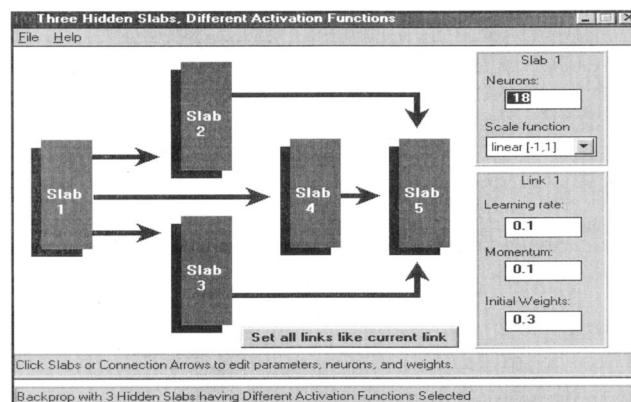 Three Hidden Slabs, Different Activation Functions
File Help
Slab 1
Neurons:
18
Scale function
linear [-1,1]
Slab
2
Slab
1
Slab
4
Slab
5
Slab
3
Link 1
Learning rate:
0.1
Momentum:
0.1
Initial Weights:
0.3
Set all links like current link
Click Slabs or Connection Arrows to edit parameters, neurons, and weights.
Backprop with 3 Hidden Slabs having Different Activation Functions Selected